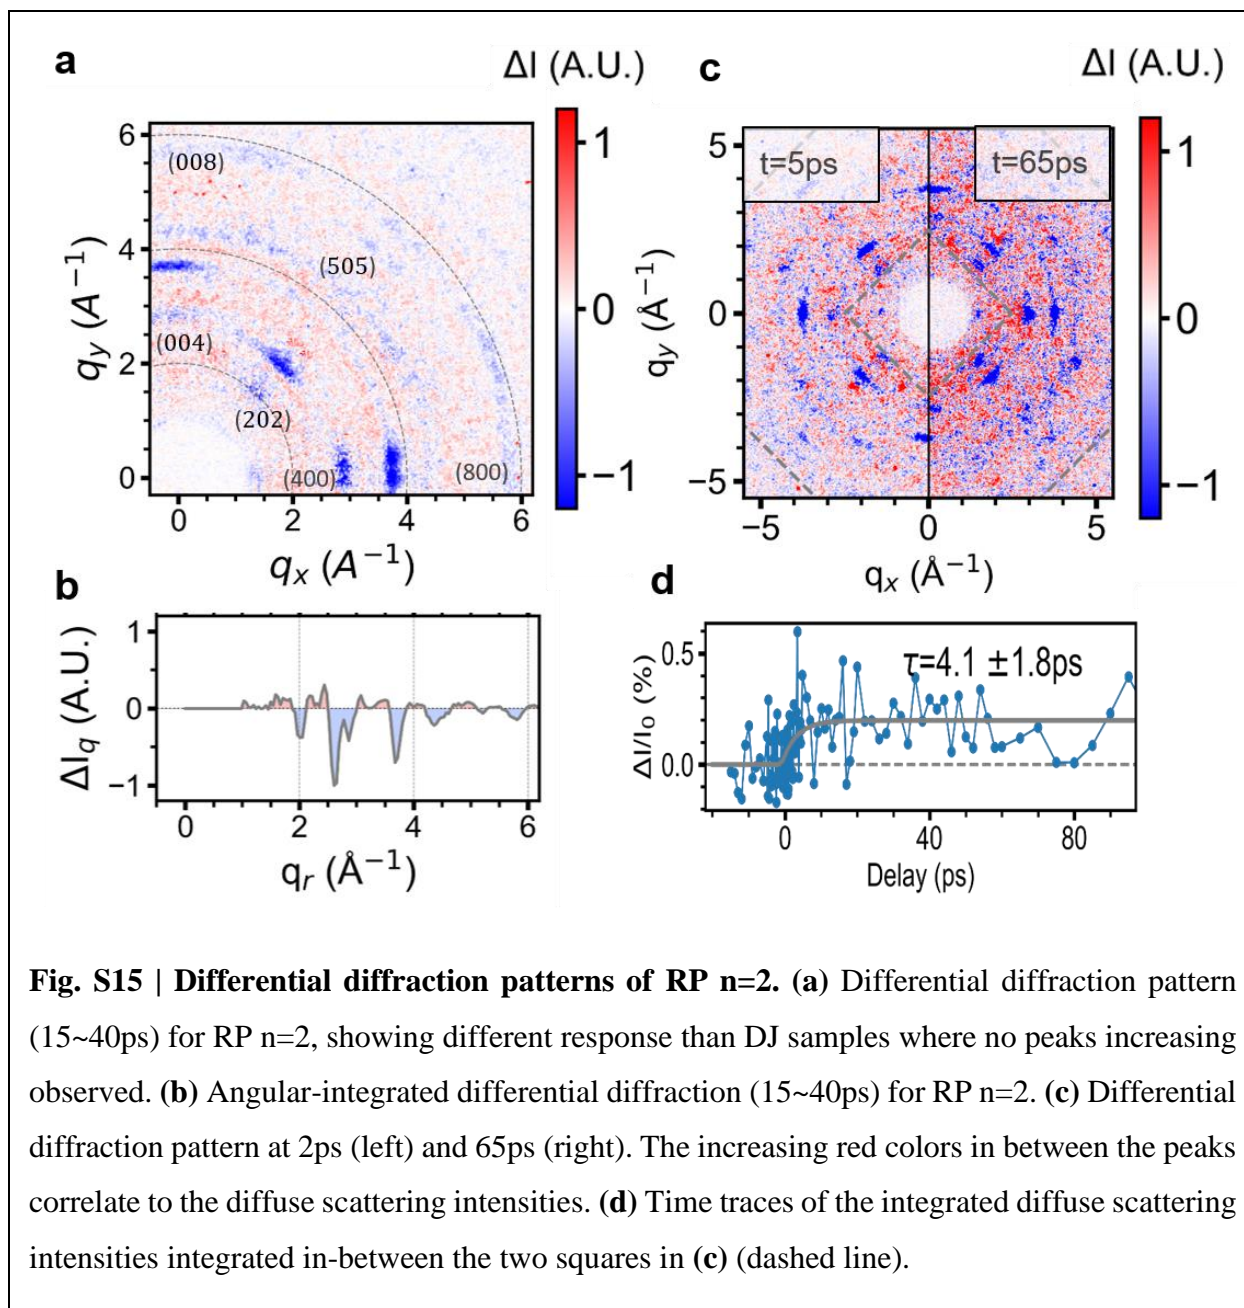 a
ΔI (A.U.)
6
4
2
0
(008)
(004)
(505)
(202)
(400)
(800)
0 2 4 6
q_y (A⁻¹)
q_x (A⁻¹)
1
0
−1
c
ΔI (A.U.)
t=5ps
t=65ps
5
0
−5
−5 0 5
q_y (Å⁻¹)
q_x (Å⁻¹)
1
0
−1
b
1
0
−1
ΔI_q (A.U.)
0 2 4 6
q_r (Å⁻¹)
d
τ=4.1 ±1.8ps
0.5
0.0
ΔI/I₀ (%)
0 40 80
Delay (ps)
Fig. S15 | Differential diffraction patterns of RP n=2. (a) Differential diffraction pattern
(15~40ps) for RP n=2, showing different response than DJ samples where no peaks increasing
observed. (b) Angular-integrated differential diffraction (15~40ps) for RP n=2. (c) Differential
diffraction pattern at 2ps (left) and 65ps (right). The increasing red colors in between the peaks
correlate to the diffuse scattering intensities. (d) Time traces of the integrated diffuse scattering
intensities integrated in-between the two squares in (c) (dashed line).